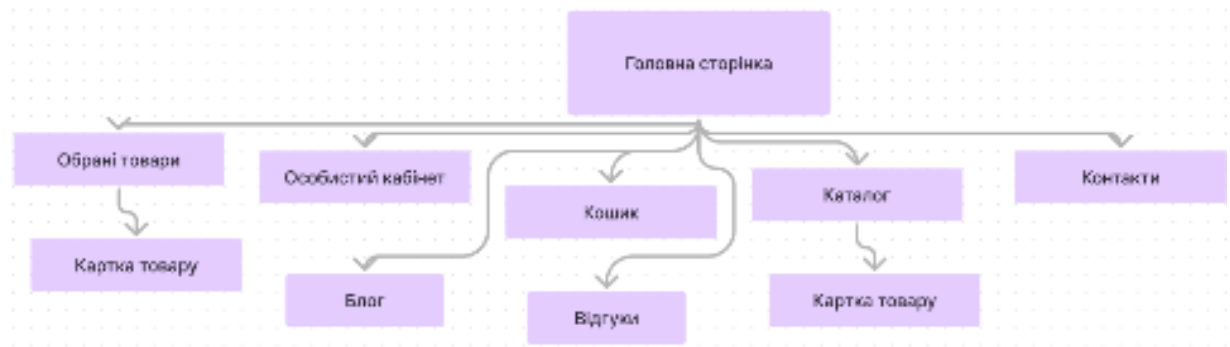 Головна сторінка
Обрані товари
Особистий кабінет
Кошик
Каталог
Контакти
Картка товару
Блог
Відгуки
Картка товару